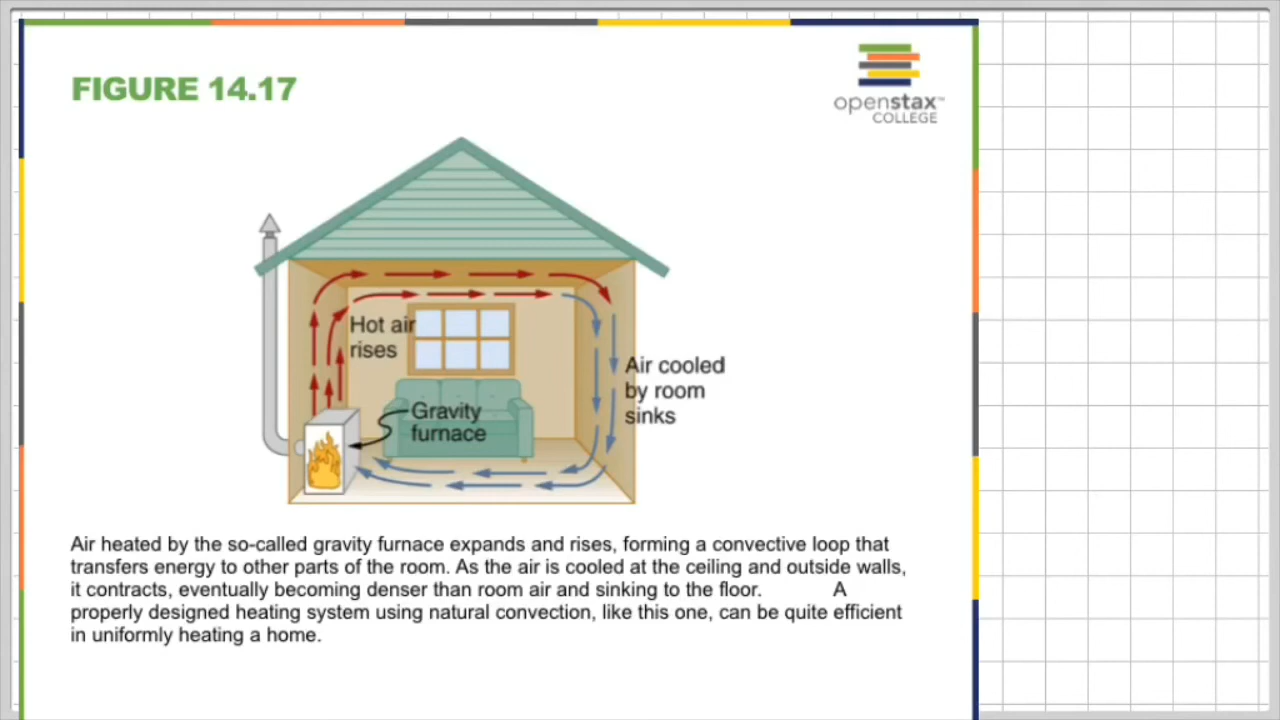 FIGURE 14.17
openstax™
COLLEGE
Hot air
rises
Air cooled
by room
sinks
Gravity
furnace
Air heated by the so-called gravity furnace expands and rises, forming a convective loop that
transfers energy to other parts of the room. As the air is cooled at the ceiling and outside walls,
it contracts, eventually becoming denser than room air and sinking to the floor. A
properly designed heating system using natural convection, like this one, can be quite efficient
in uniformly heating a home.